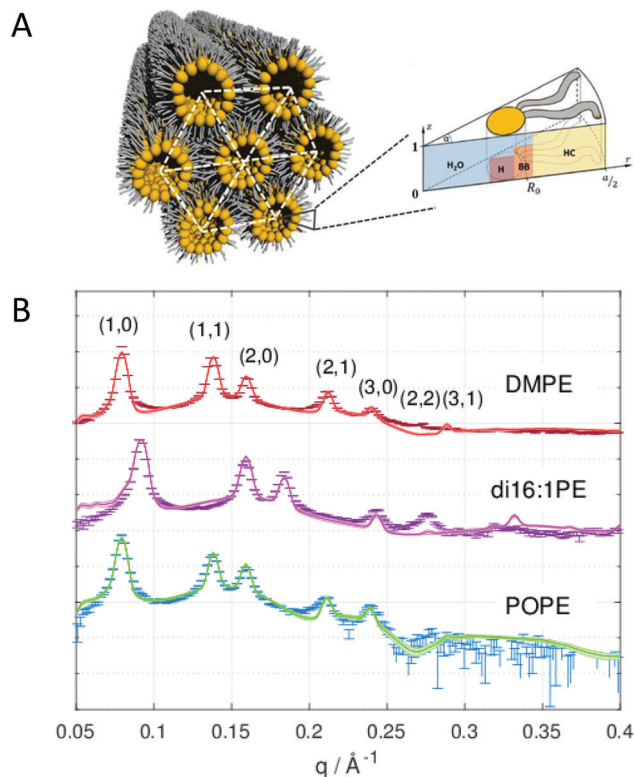 A
z
α
1
H₂O
H
BB
HC
r
0
R₀
a/2
B
(1,0)
(1,1)
(2,0)
(2,1)
(3,0)
(2,2)
(3,1)
DMPE
di16:1PE
POPE
0.05
0.1
0.15
0.2
0.25
0.3
0.35
0.4
q / Å⁻¹